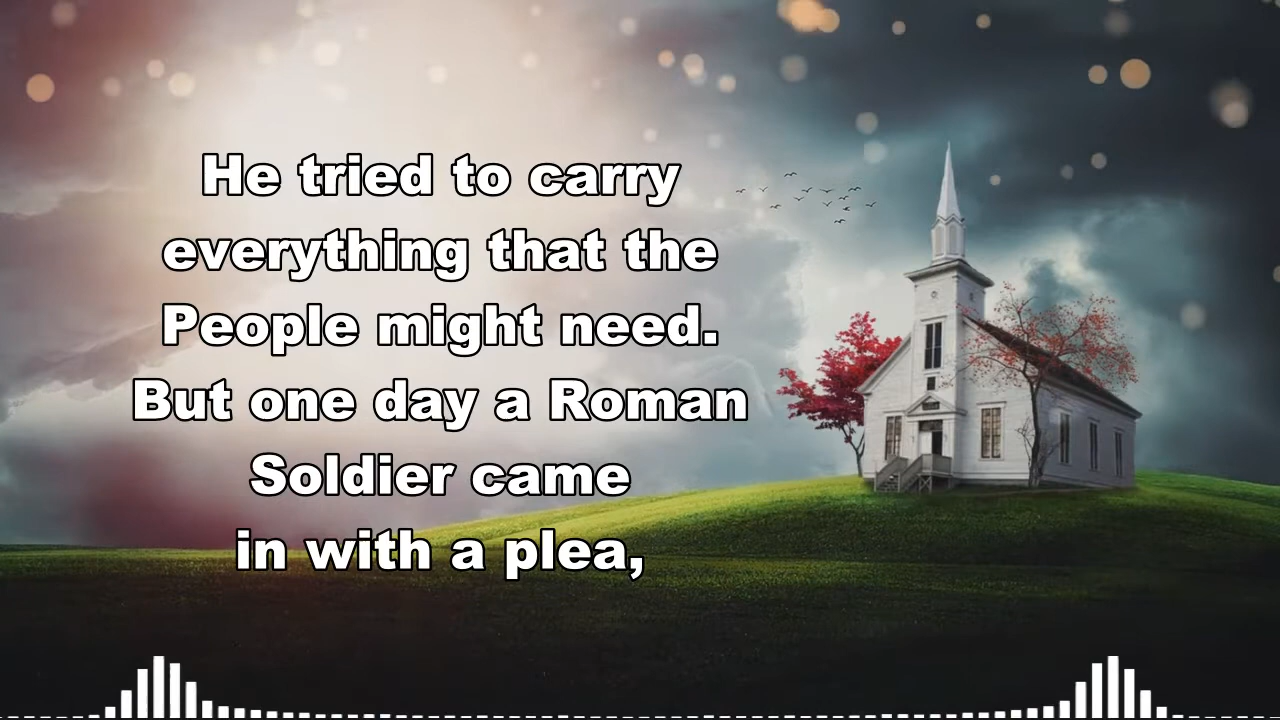 He tried to carry
everything that the
People might need.
But one day a Roman
Soldier came
in with a plea,